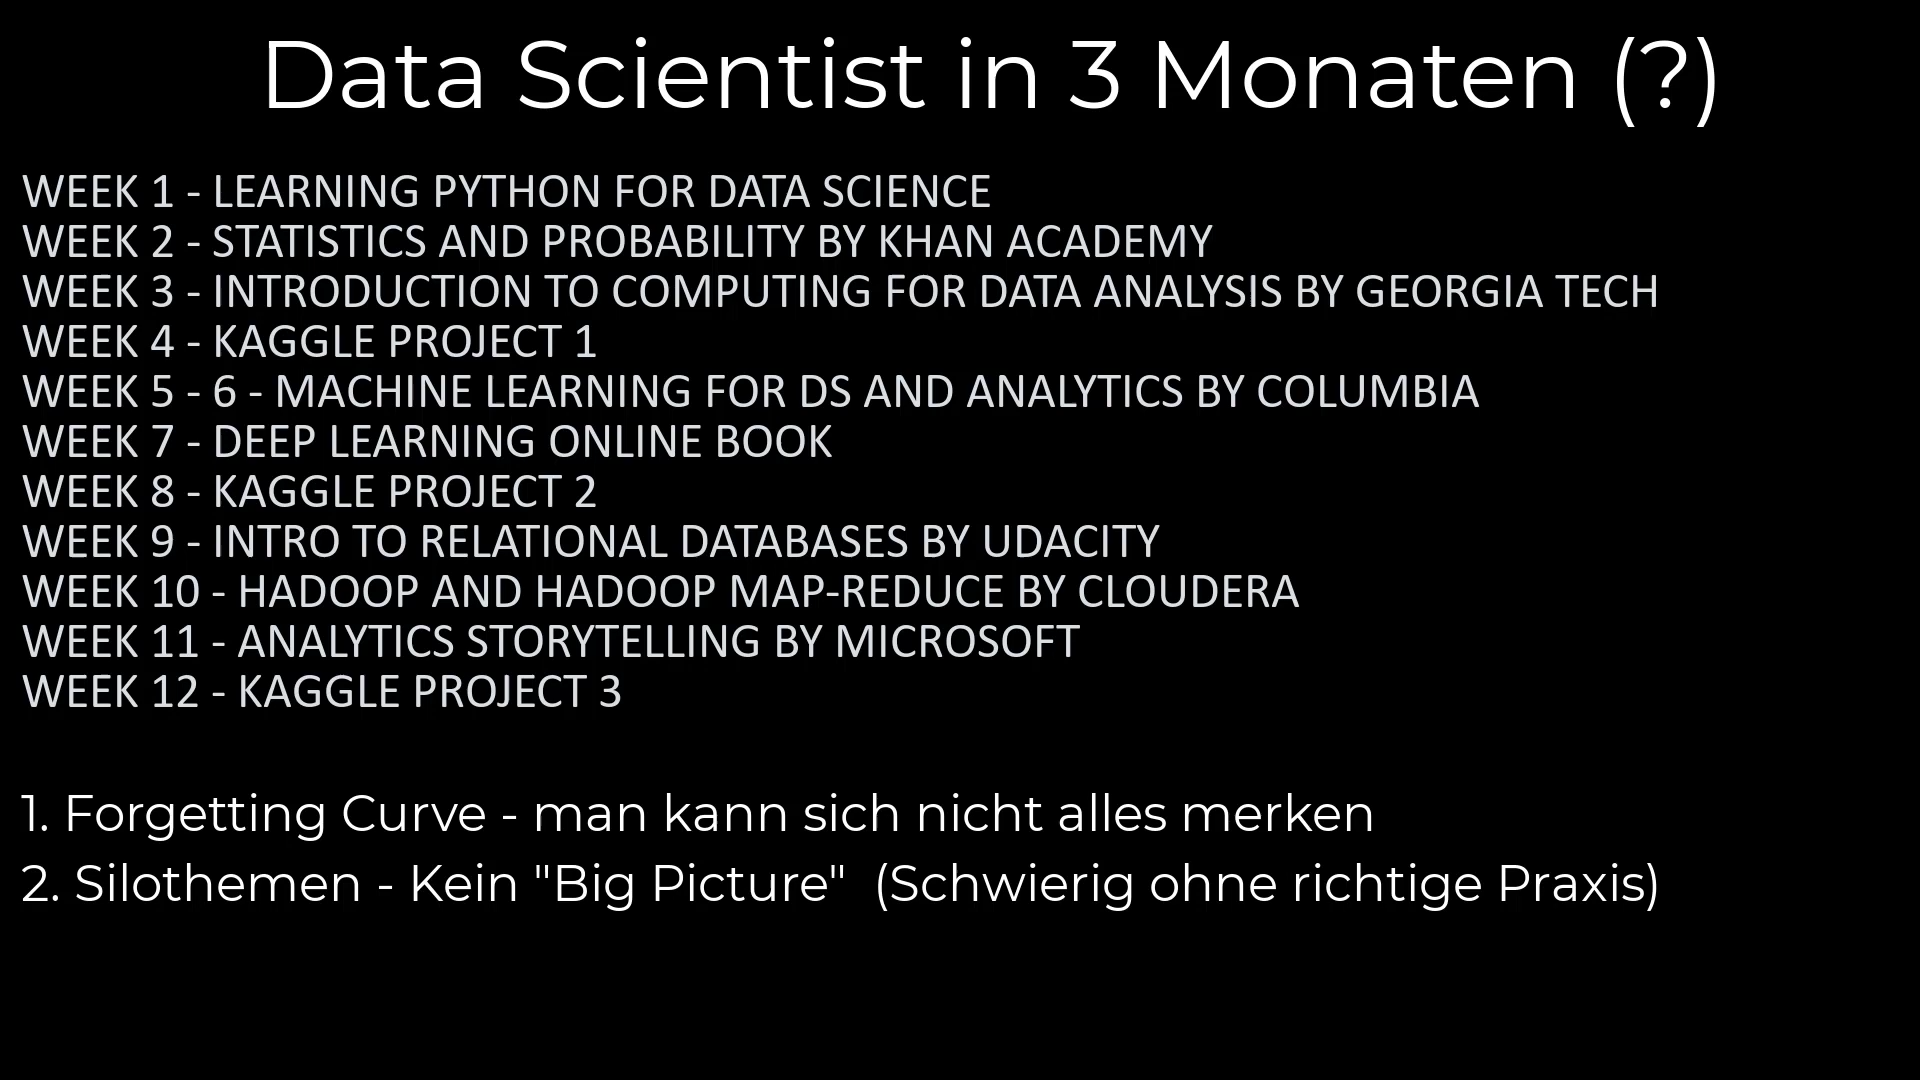 Data Scientist in 3 Monaten (?)
WEEK 1 - LEARNING PYTHON FOR DATA SCIENCE
WEEK 2 - STATISTICS AND PROBABILITY BY KHAN ACADEMY
WEEK 3 - INTRODUCTION TO COMPUTING FOR DATA ANALYSIS BY GEORGIA TECH
WEEK 4 - KAGGLE PROJECT 1
WEEK 5 - 6 - MACHINE LEARNING FOR DS AND ANALYTICS BY COLUMBIA
WEEK 7 - DEEP LEARNING ONLINE BOOK
WEEK 8 - KAGGLE PROJECT 2
WEEK 9 - INTRO TO RELATIONAL DATABASES BY UDACITY
WEEK 10 - HADOOP AND HADOOP MAP-REDUCE BY CLOUDERA
WEEK 11 - ANALYTICS STORYTELLING BY MICROSOFT
WEEK 12 - KAGGLE PROJECT 3
1. Forgetting Curve - man kann sich nicht alles merken
2. Silothemen - Kein "Big Picture" (Schwierig ohne richtige Praxis)